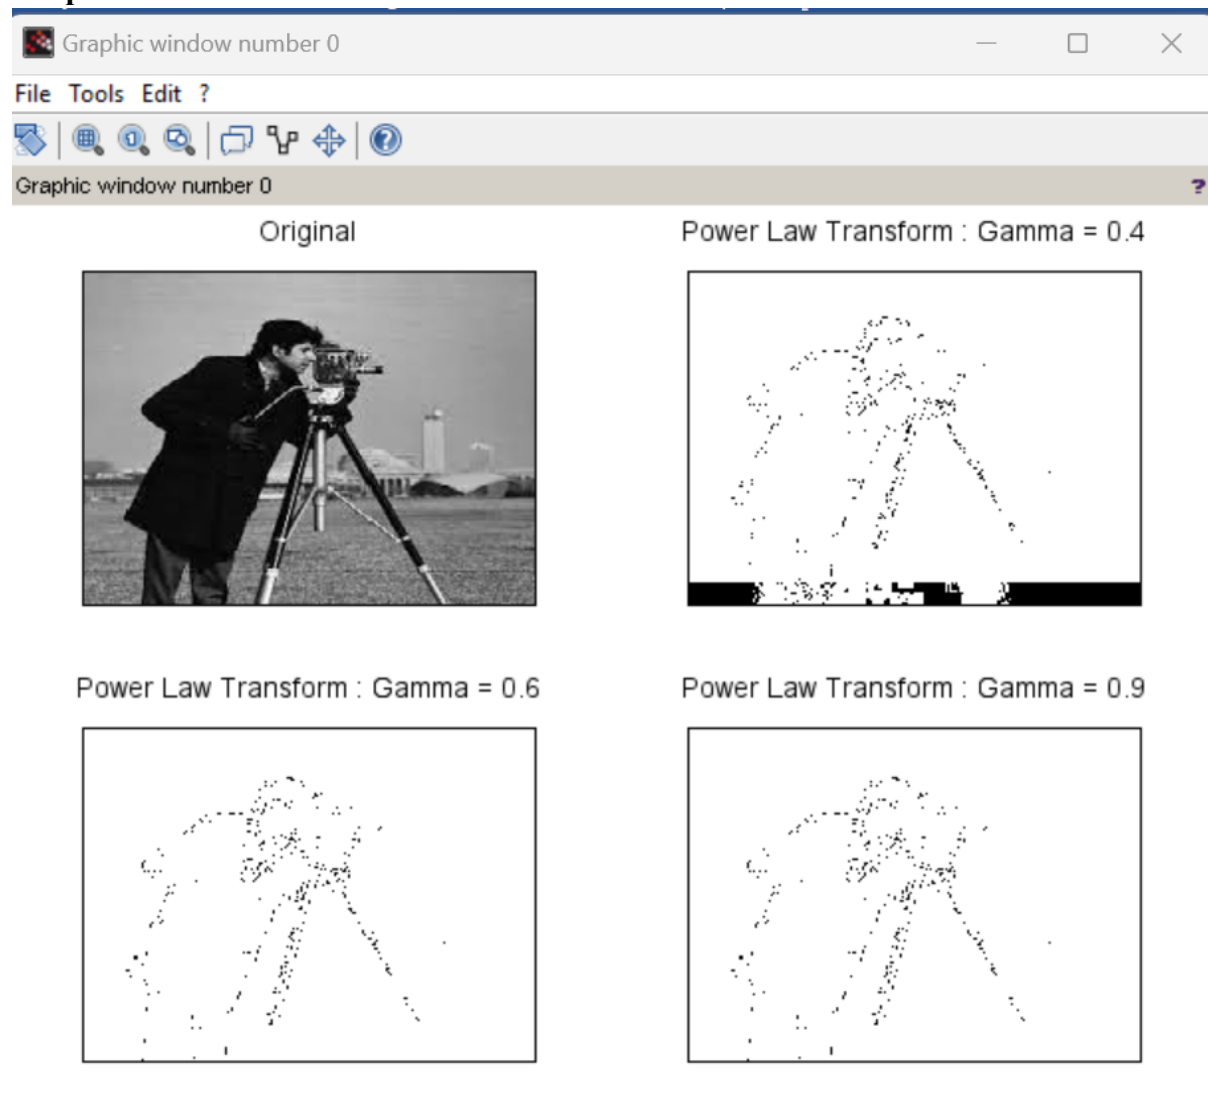 Graphic window number 0
File Tools Edit ?
Graphic window number 0
?
Original
Power Law Transform : Gamma = 0.4
Power Law Transform : Gamma = 0.6
Power Law Transform : Gamma = 0.9